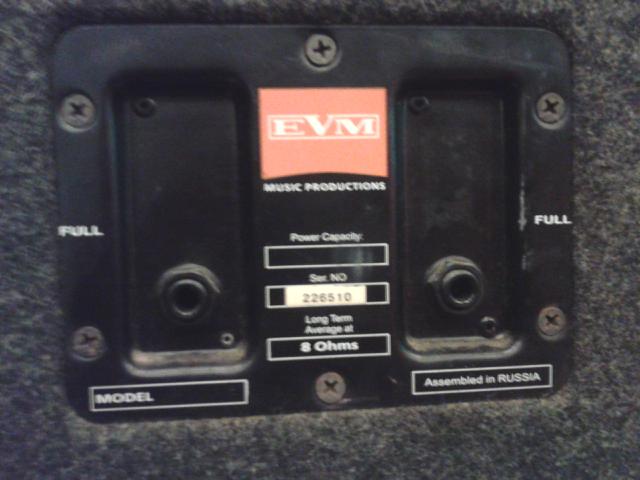 EVM
MUSIC PRODUCTIONS
FULL
FULL
Power Capacity:
Ser. NO
226510
Long Term
Average at
8 Ohms
MODEL
Assembled in RUSSIA